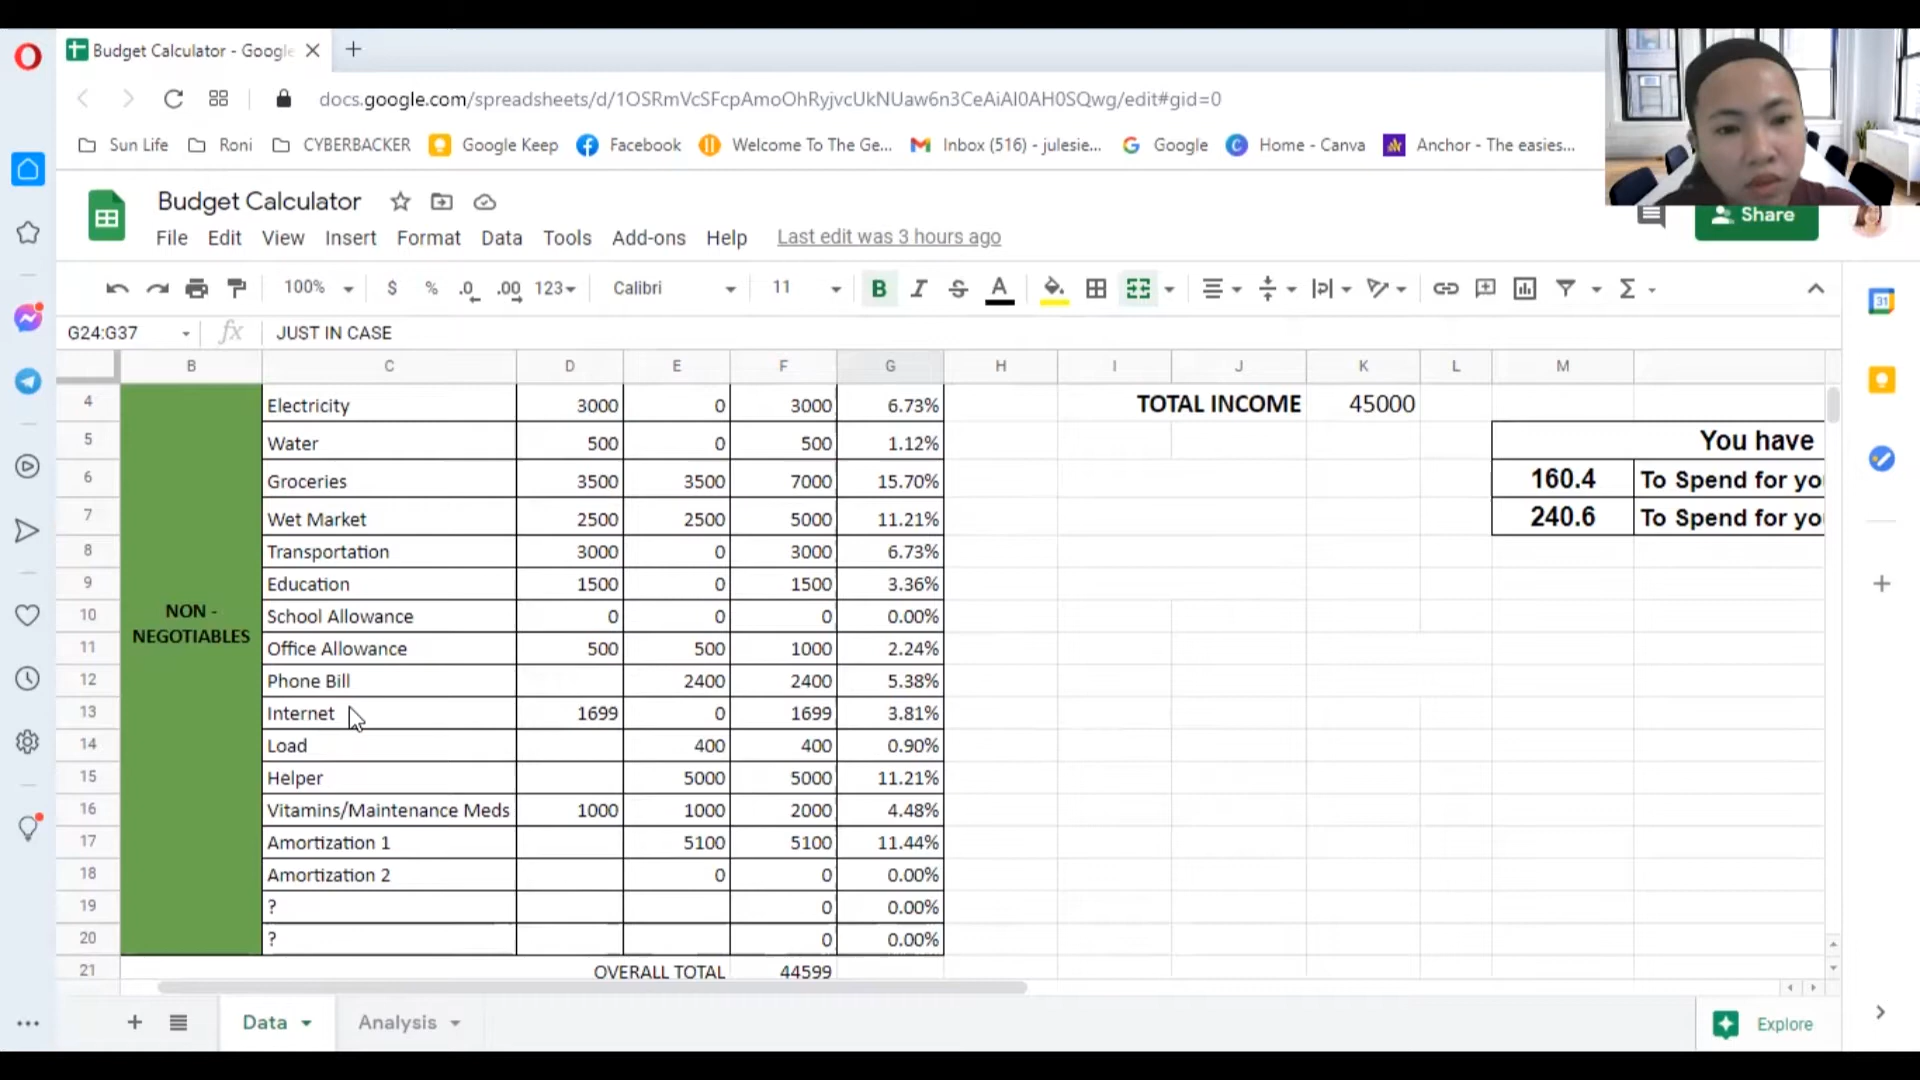 Budget Calculator - Google
docs.google.com/spreadsheets/d/1OSRmVcSFcpAmoOhRyjvcUkNUaw6n3CeAiAI0AH0SQwg/edit#gid=0
Sun Life Roni CYBERBACKER Google Keep Facebook Welcome To The Ge... Inbox (516) - julesie... Google Home - Canva Anchor - The easies...
Budget Calculator
Share
File Edit View Insert Format Data Tools Add-ons Help Last edit was 3 hours ago
100% $ % .0 .00 123 Calibri 11 B I S A Σ
31
G24:G37 fx JUST IN CASE
B C D E F G H I J K L M
4 Electricity 3000 0 3000 6.73% TOTAL INCOME 45000
5 Water 500 0 500 1.12% You have
6 Groceries 3500 3500 7000 15.70% 160.4 To Spend for
7 Wet Market 2500 2500 5000 11.21% 240.6 To Spend for
8 Transportation 3000 0 3000 6.73%
9 Education 1500 0 1500 3.36%
10 School Allowance 0 0 0 0.00%
NON -
NEGOTIABLES
11 Office Allowance 500 500 1000 2.24%
12 Phone Bill 2400 2400 5.38%
13 Internet 1699 0 1699 3.81%
14 Load 400 400 0.90%
15 Helper 5000 5000 11.21%
16 Vitamins/Maintenance Meds 1000 1000 2000 4.48%
17 Amortization 1 5100 5100 11.44%
18 Amortization 2 0 0 0.00%
19 ? 0 0.00%
20 ? 0 0.00%
21 OVERALL TOTAL 44599
Data Analysis Explore